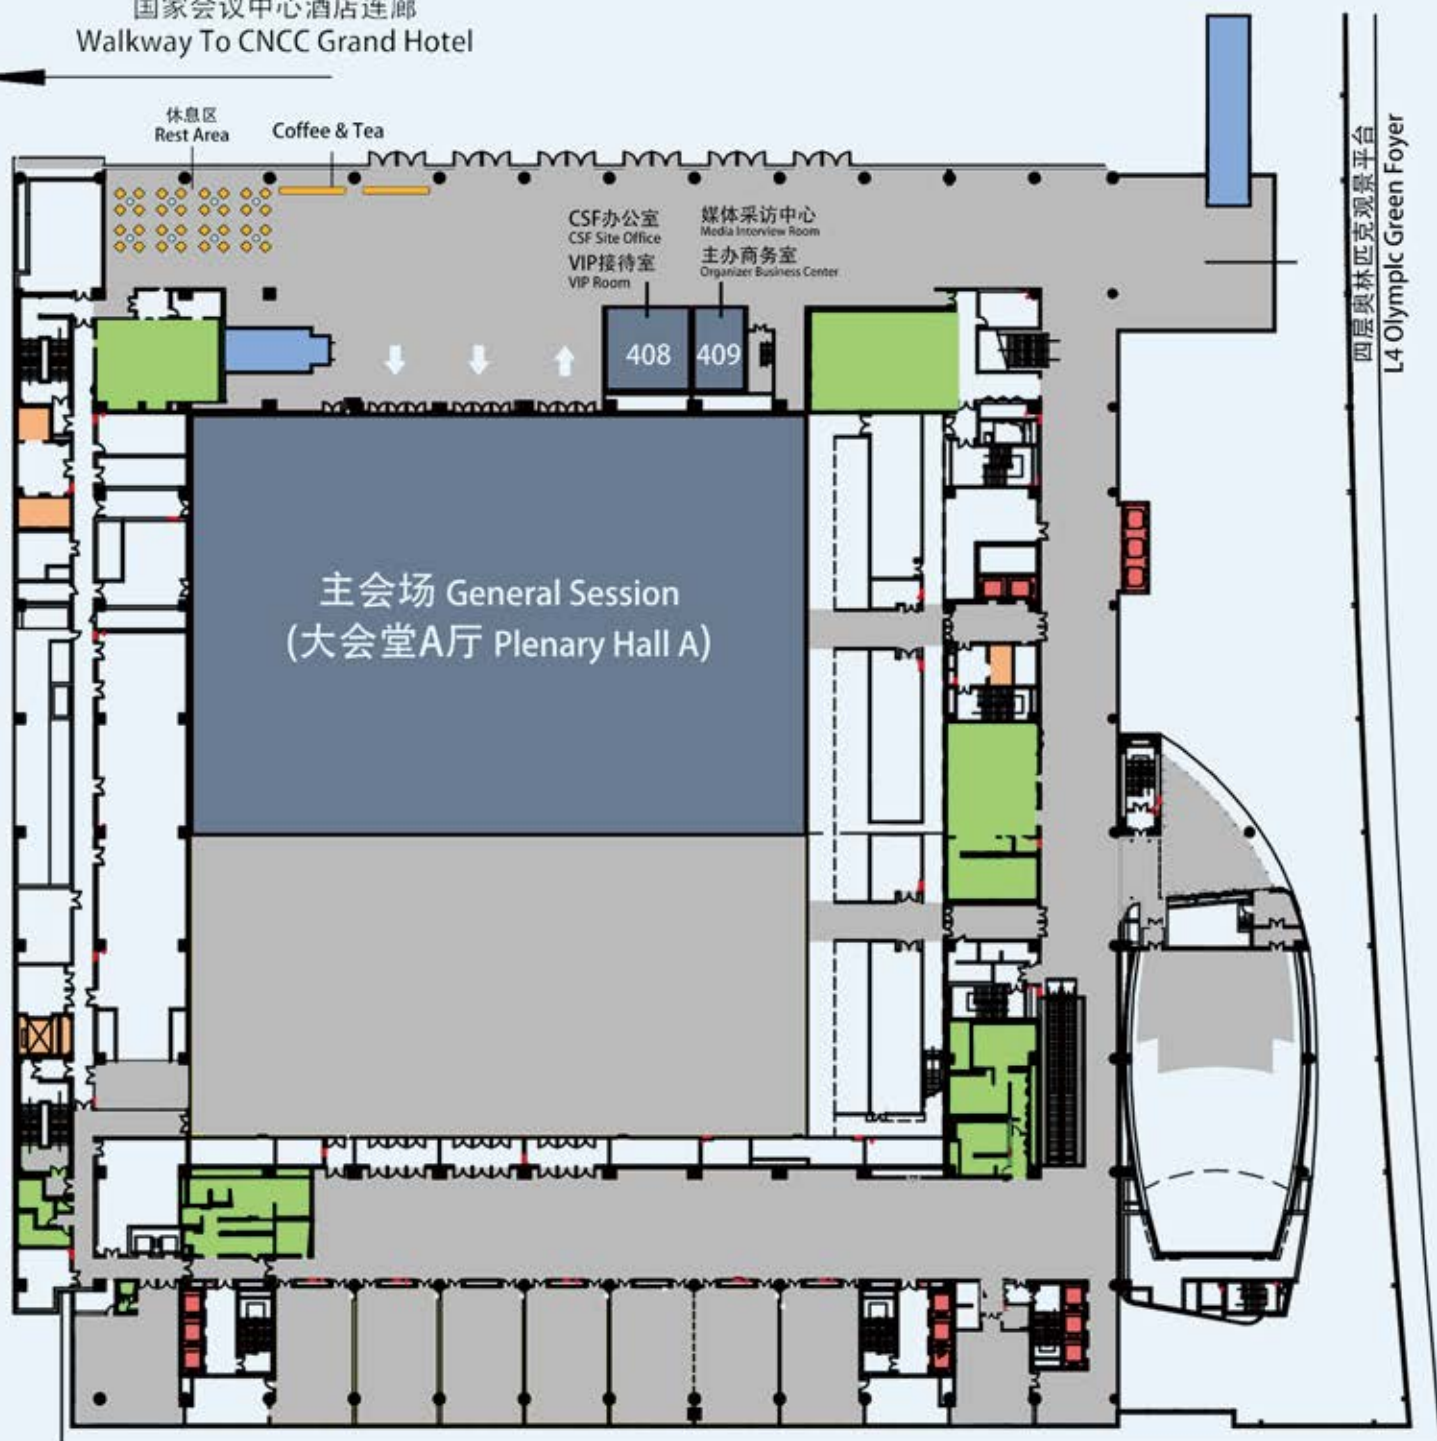 国家会议中心酒店连廊
Walkway To CNCC Grand Hotel
休息区
Rest Area
Coffee & Tea
CSF办公室
CSF Site Office
VIP接待室
VIP Room
媒体采访中心
Media Interview Room
主办商务室
Organizer Business Center
408
409
主会场 General Session
(大会堂A厅 Plenary Hall A)
四层奥林匹克观景平台
L4 Olympic Green Foyer